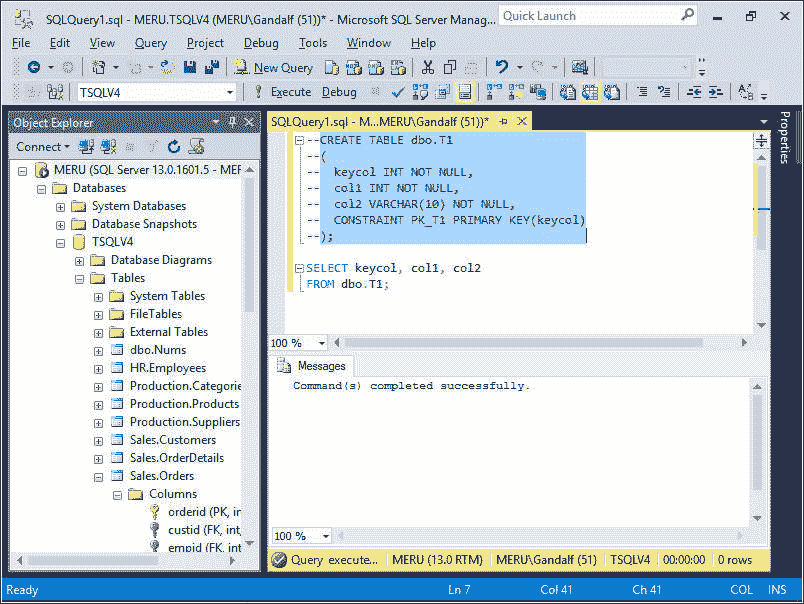 SQLQuery1.sql - MERU.TSQLV4 (MERU\Gandalf (51))* - Microsoft SQL Server Manag...
Quick Launch
File Edit View Query Project Debug Tools Window Help
New Query
TSQLV4 Execute Debug
Object Explorer
Connect
MERU (SQL Server 13.0.1601.5 - MER
Databases
System Databases
Database Snapshots
TSQLV4
Database Diagrams
Tables
System Tables
FileTables
External Tables
dbo.Nums
HR.Employees
Production.Categorie
Production.Products
Production.Suppliers
Sales.Customers
Sales.OrderDetails
Sales.Orders
Columns
orderid (PK, in
custid (FK, int,
empid (FK, int
SQLQuery1.sql - M...MERU\Gandalf (51))*
--CREATE TABLE dbo.T1
--(
-- keycol INT NOT NULL,
-- col1 INT NOT NULL,
-- col2 VARCHAR(10) NOT NULL,
-- CONSTRAINT PK_T1 PRIMARY KEY(keycol)
--);
SELECT keycol, col1, col2
FROM dbo.T1;
100 %
Messages
Command(s) completed successfully.
100 %
Query execute... MERU (13.0 RTM) MERU\Gandalf (51) TSQLV4 00:00:00 0 rows
Properties
Ready Ln 7 Col 41 Ch 41 COL INS